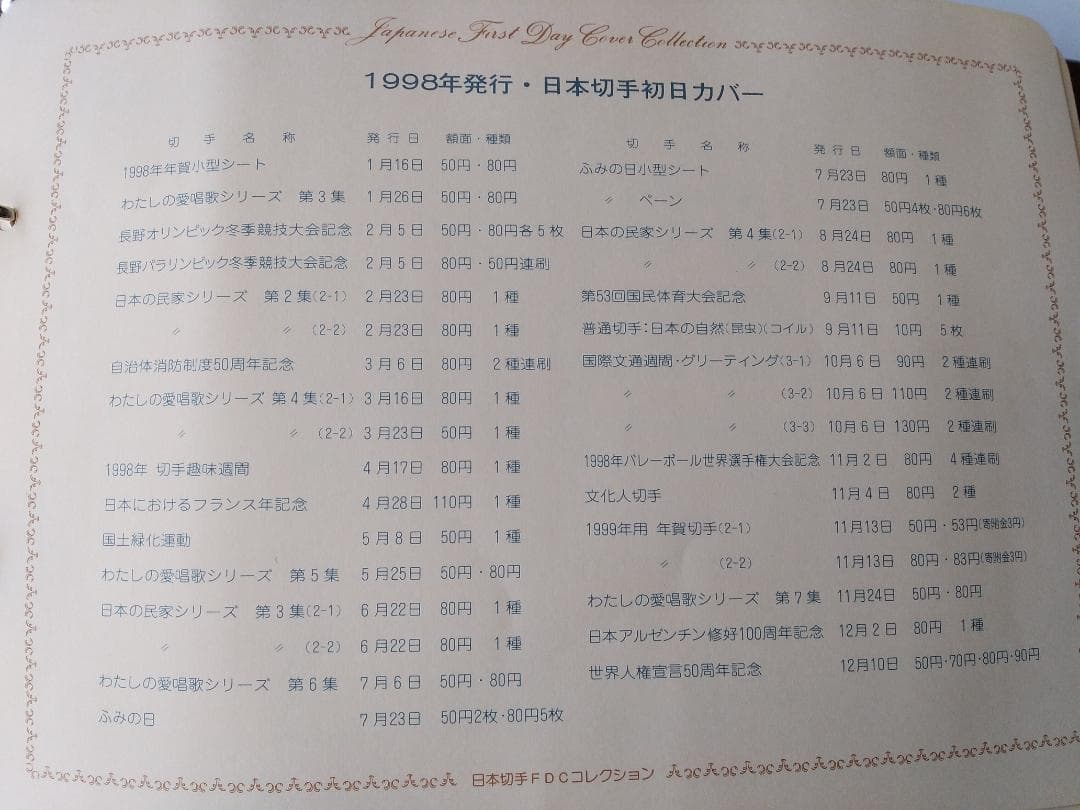 Japanese First Day Cover Collection
1998年発行・日本切手初日カバー
切手名称 発行日 額面・種類
1998年年賀小型シート 1月16日 50円・80円
わたしの愛唱歌シリーズ 第3集 1月26日 50円・80円
長野オリンピック冬季競技大会記念 2月5日 50円・80円各5枚
長野パラリンピック冬季競技大会記念 2月5日 80円・50円連刷
日本の民家シリーズ 第2集(2-1) 2月23日 80円 1種
〃 〃 (2-2) 2月23日 80円 1種
自治体消防制度50周年記念 3月6日 80円 2種連刷
わたしの愛唱歌シリーズ 第4集(2-1) 3月16日 80円 1種
〃 〃 (2-2) 3月23日 50円 1種
1998年 切手趣味週間 4月17日 80円 1種
日本におけるフランス年記念 4月28日 110円 1種
国土緑化運動 5月8日 50円 1種
わたしの愛唱歌シリーズ 第5集 5月25日 50円・80円
日本の民家シリーズ 第3集(2-1) 6月22日 80円 1種
〃 〃 (2-2) 6月22日 80円 1種
わたしの愛唱歌シリーズ 第6集 7月6日 50円・80円
ふみの日 7月23日 50円2枚・80円5枚
切手名称 発行日 額面・種類
ふみの日小型シート 7月23日 80円 1種
〃 ペーン 7月23日 50円4枚・80円6枚
日本の民家シリーズ 第4集(2-1) 8月24日 80円 1種
〃 〃 (2-2) 8月24日 80円 1種
第53回国民体育大会記念 9月11日 50円 1種
普通切手:日本の自然(昆虫)(コイル) 9月11日 10円 5枚
国際文通週間・グリーティング(3-1) 10月6日 90円 2種連刷
〃 〃 (3-2) 10月6日 110円 2種連刷
〃 〃 (3-3) 10月6日 130円 2種連刷
1998年バレーボール世界選手権大会記念 11月2日 80円 4種連刷
文化人切手 11月4日 80円 2種
1999年用 年賀切手(2-1) 11月13日 50円・53円(寄附金3円)
〃 (2-2) 11月13日 80円・83円(寄附金3円)
わたしの愛唱歌シリーズ 第7集 11月24日 50円・80円
日本アルゼンチン修好100周年記念 12月2日 80円 1種
世界人権宣言50周年記念 12月10日 50円・70円・80円・90円
日本切手FDCコレクション